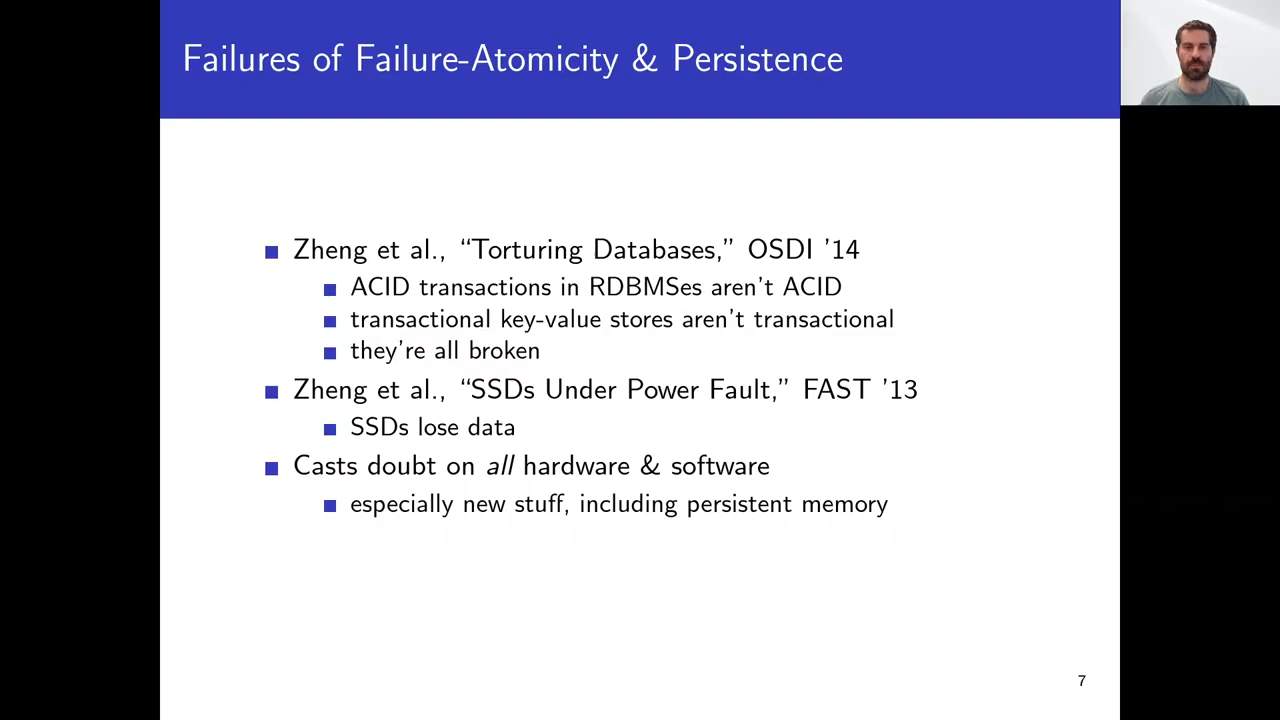 Failures of Failure-Atomicity & Persistence
Zheng et al., “Torturing Databases,” OSDI ’14
ACID transactions in RDBMSes aren’t ACID
transactional key-value stores aren’t transactional
they’re all broken
Zheng et al., “SSDs Under Power Fault,” FAST ’13
SSDs lose data
Casts doubt on all hardware & software
especially new stuff, including persistent memory
7